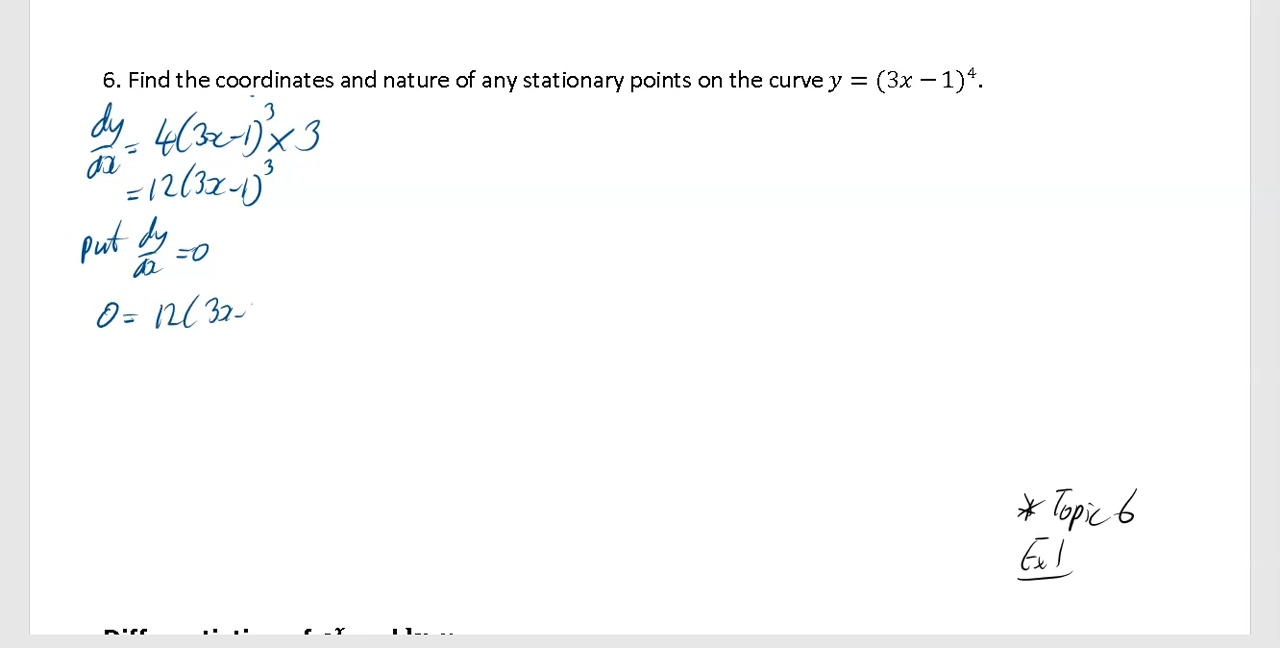 6. Find the coordinates and nature of any stationary points on the curve y = (3x − 1)⁴.
dy/dx = 4(3x-1)³ × 3
= 12(3x-1)³
put dy/dx = 0
0 = 12(3x-
* Topic 6
Ex 1